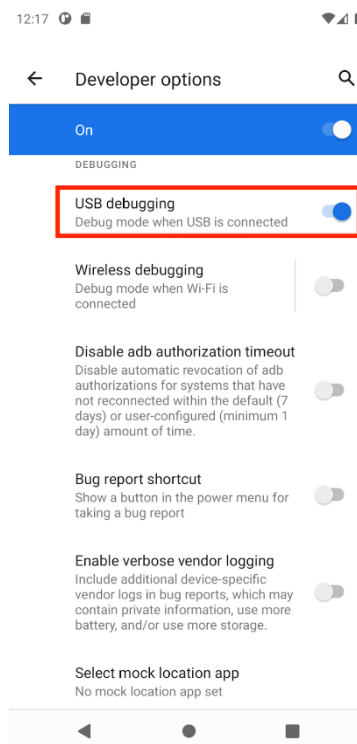 12:17
Developer options
On
DEBUGGING
USB debugging
Debug mode when USB is connected
Wireless debugging
Debug mode when Wi-Fi is
connected
Disable adb authorization timeout
Disable automatic revocation of adb
authorizations for systems that have
not reconnected within the default (7
days) or user-configured (minimum 1
day) amount of time.
Bug report shortcut
Show a button in the power menu for
taking a bug report
Enable verbose vendor logging
Include additional device-specific
vendor logs in bug reports, which may
contain private information, use more
battery, and/or use more storage.
Select mock location app
No mock location app set